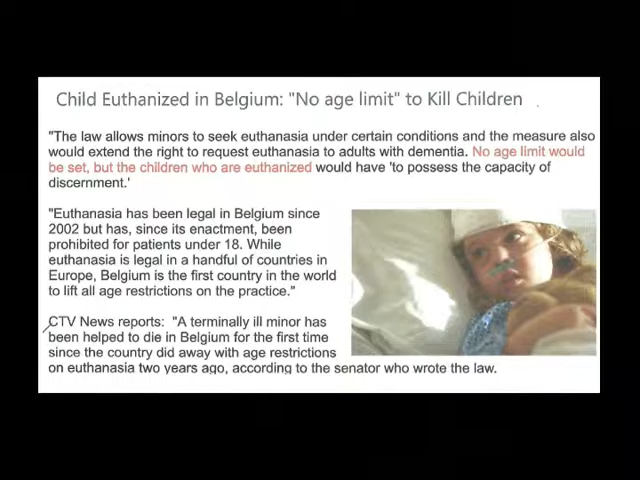 Child Euthanized in Belgium: "No age limit" to Kill Children
"The law allows minors to seek euthanasia under certain conditions and the measure also
would extend the right to request euthanasia to adults with dementia. No age limit would
be set, but the children who are euthanized would have 'to possess the capacity of
discernment.'
"Euthanasia has been legal in Belgium since
2002 but has, since its enactment, been
prohibited for patients under 18. While
euthanasia is legal in a handful of countries in
Europe, Belgium is the first country in the world
to lift all age restrictions on the practice."
CTV News reports: "A terminally ill minor has
been helped to die in Belgium for the first time
since the country did away with age restrictions
on euthanasia two years ago, according to the senator who wrote the law.